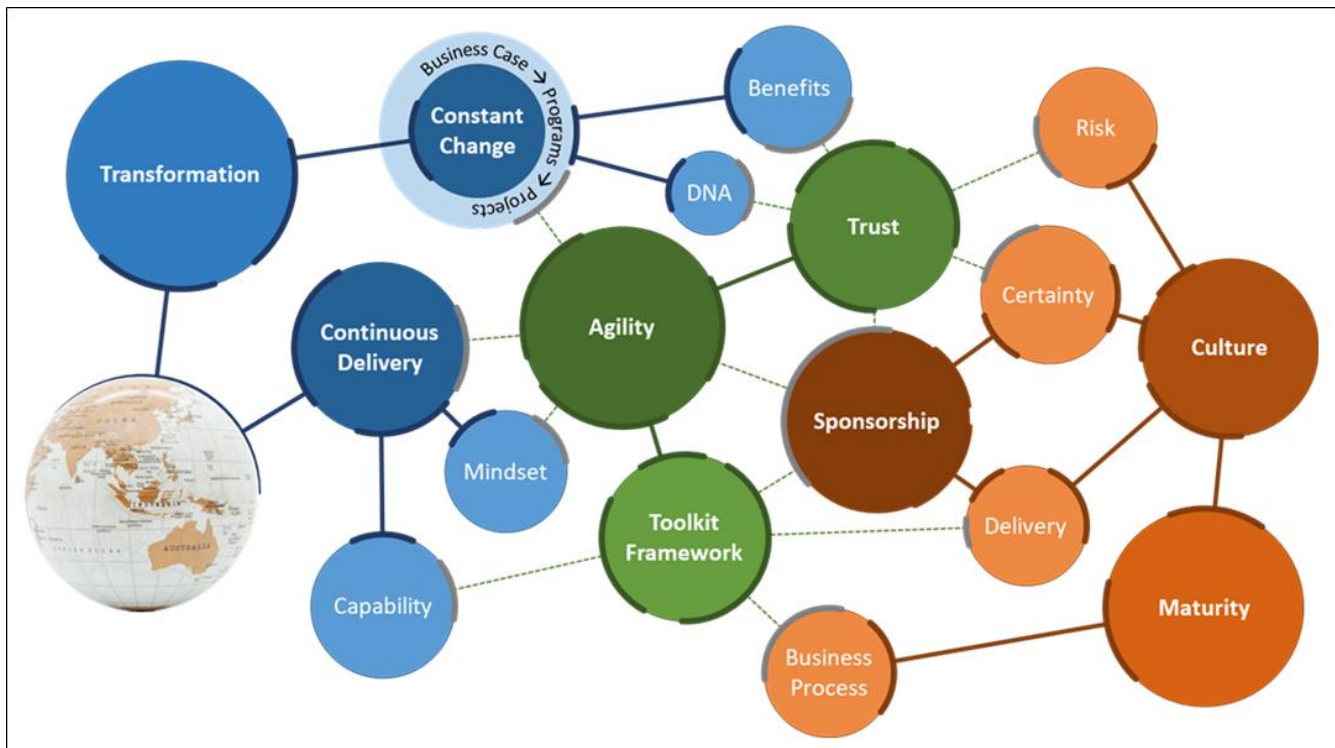 Business Case → Programs → Projects
Constant
Change
Benefits
Risk
Transformation
DNA
Trust
Certainty
Continuous
Delivery
Agility
Culture
Sponsorship
Mindset
Toolkit
Framework
Delivery
AUSTRALIA
Capability
Maturity
Business
Process